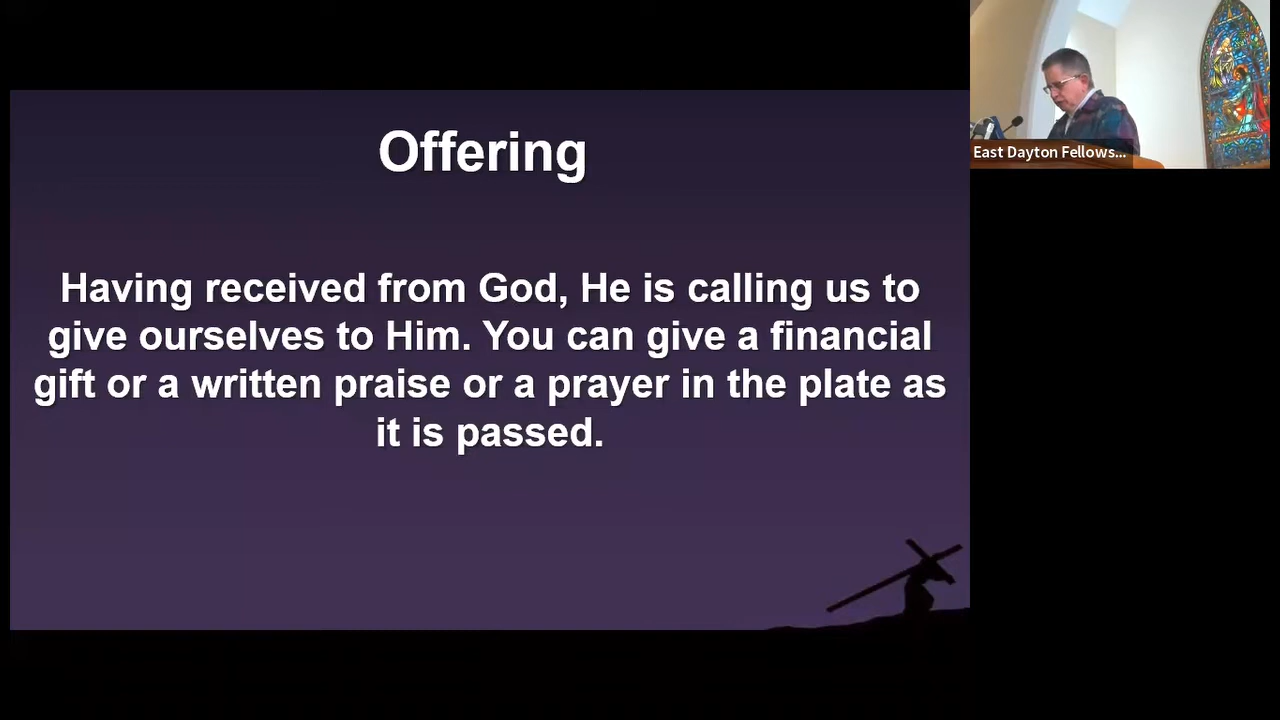 Offering
Having received from God, He is calling us to
give ourselves to Him. You can give a financial
gift or a written praise or a prayer in the plate as
it is passed.
East Dayton Fellows...